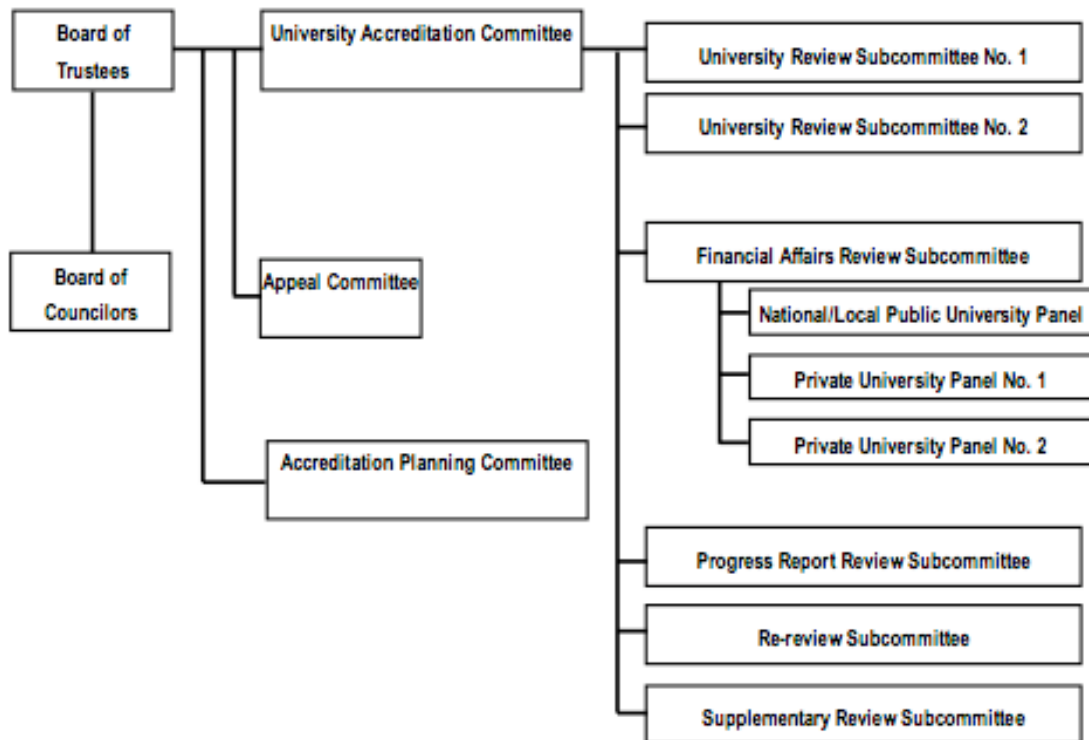 Board of
Trustees
University Accreditation Committee
University Review Subcommittee No. 1
University Review Subcommittee No. 2
Board of
Councilors
Appeal Committee
Financial Affairs Review Subcommittee
National/Local Public University Panel
Private University Panel No. 1
Private University Panel No. 2
Accreditation Planning Committee
Progress Report Review Subcommittee
Re-review Subcommittee
Supplementary Review Subcommittee